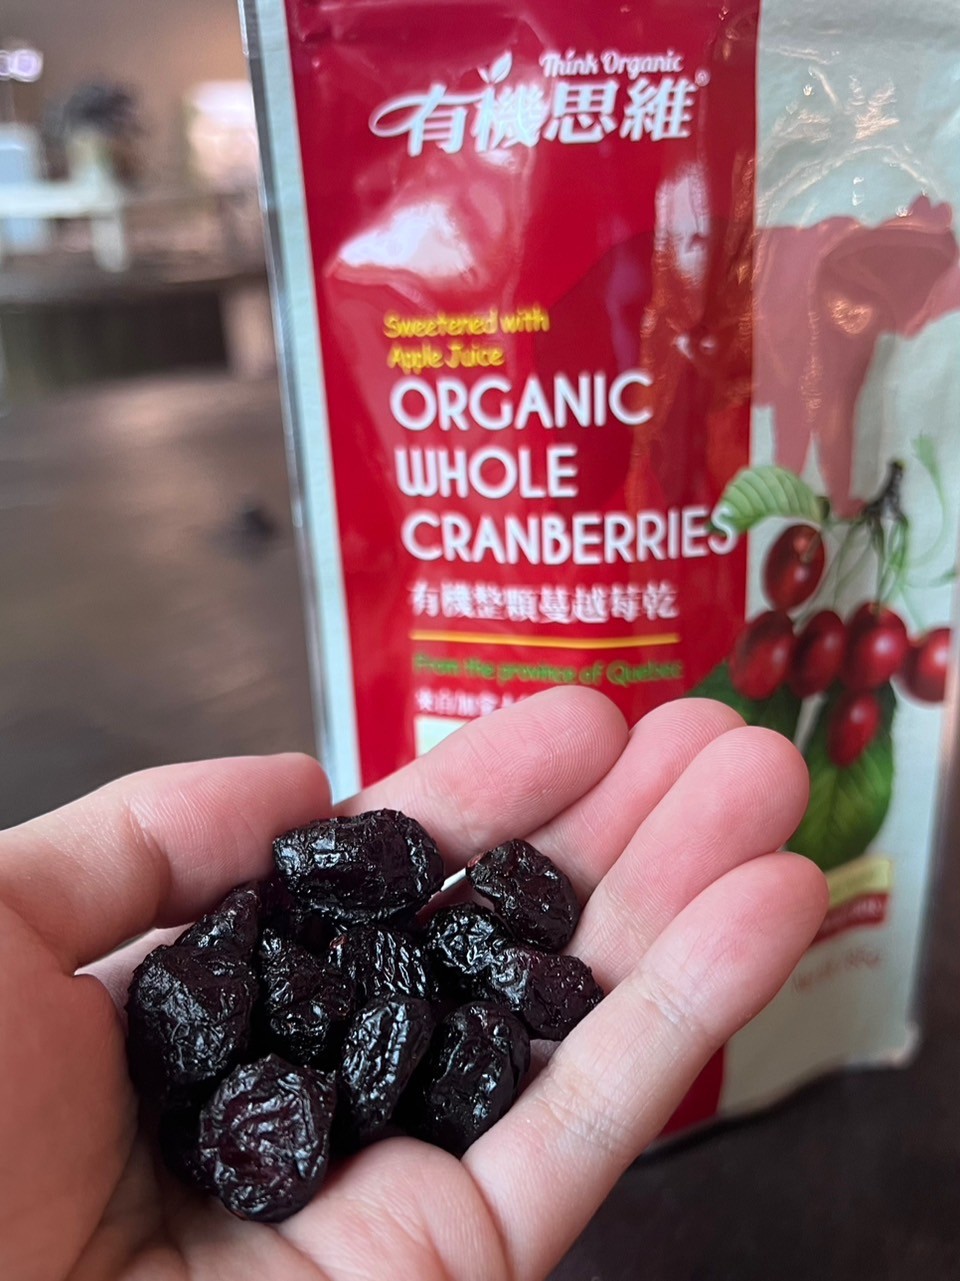 Think Organic
有機思維®
Sweetened with
Apple Juice
ORGANIC
WHOLE
CRANBERRIES
有機整顆蔓越莓乾
From the province of Quebec